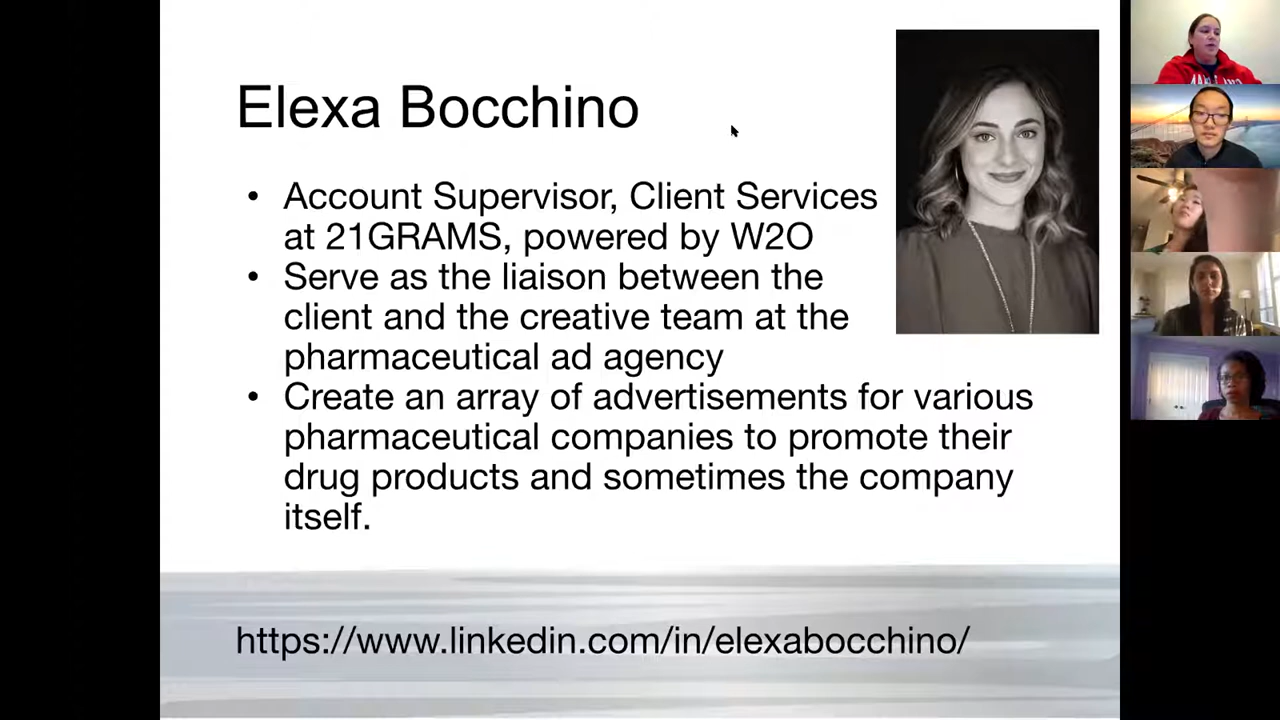 Elexa Bocchino
• Account Supervisor, Client Services
at 21GRAMS, powered by W2O
• Serve as the liaison between the
client and the creative team at the
pharmaceutical ad agency
• Create an array of advertisements for various
pharmaceutical companies to promote their
drug products and sometimes the company
itself.
https://www.linkedin.com/in/elexabocchino/